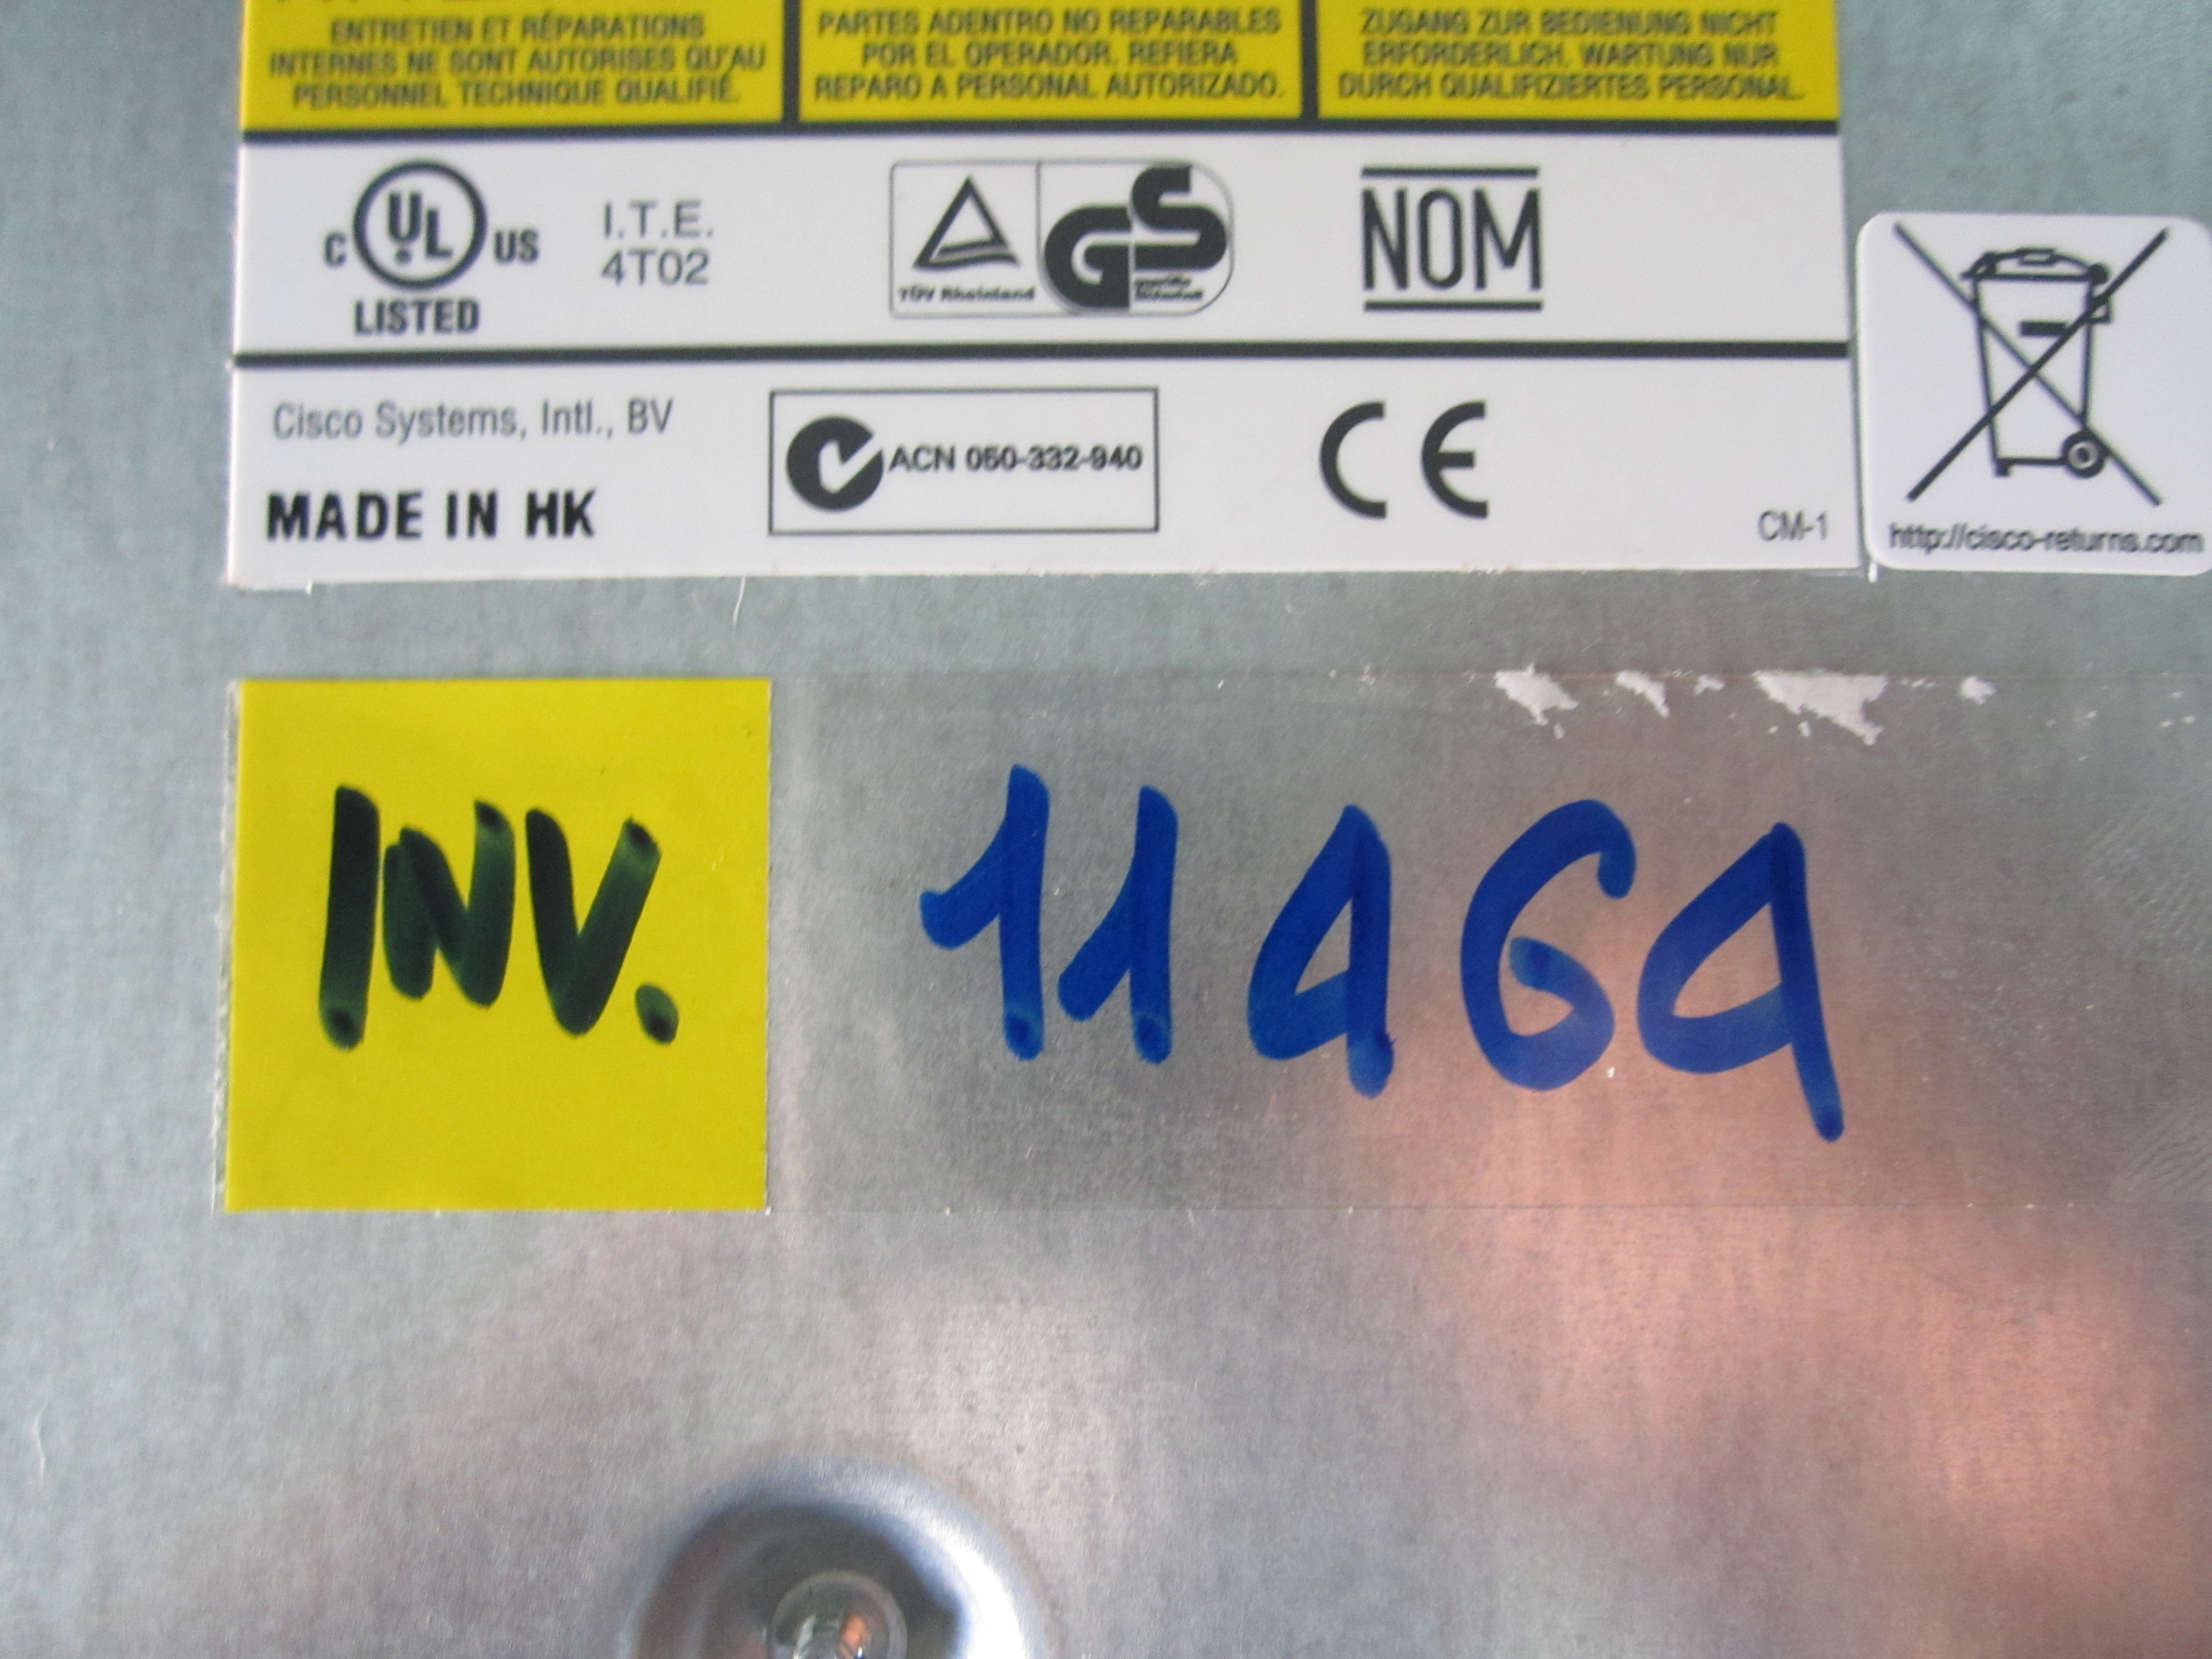 ENTRETIEN ET RÉPARATIONS
INTERNES NE SONT AUTORISES QU'AU
PERSONNEL TECHNIQUE QUALIFIÉ.
PARTES ADENTRO NO REPARABLES
POR EL OPERADOR. REFIERA
REPARO A PERSONAL AUTORIZADO.
ZUGANG ZUR BEDIENUNG NICHT
ERFORDERLICH. WARTUNG NUR
DURCH QUALIFIZIERTES PERSONAL.
C UL US
LISTED
I.T.E.
4T02
TÜV Rheinland
GS
geprüfte
Sicherheit
NOM
Cisco Systems, Intl., BV
MADE IN HK
ACN 050-332-940
CE
CM-1
http://cisco-returns.com
INV. 11464